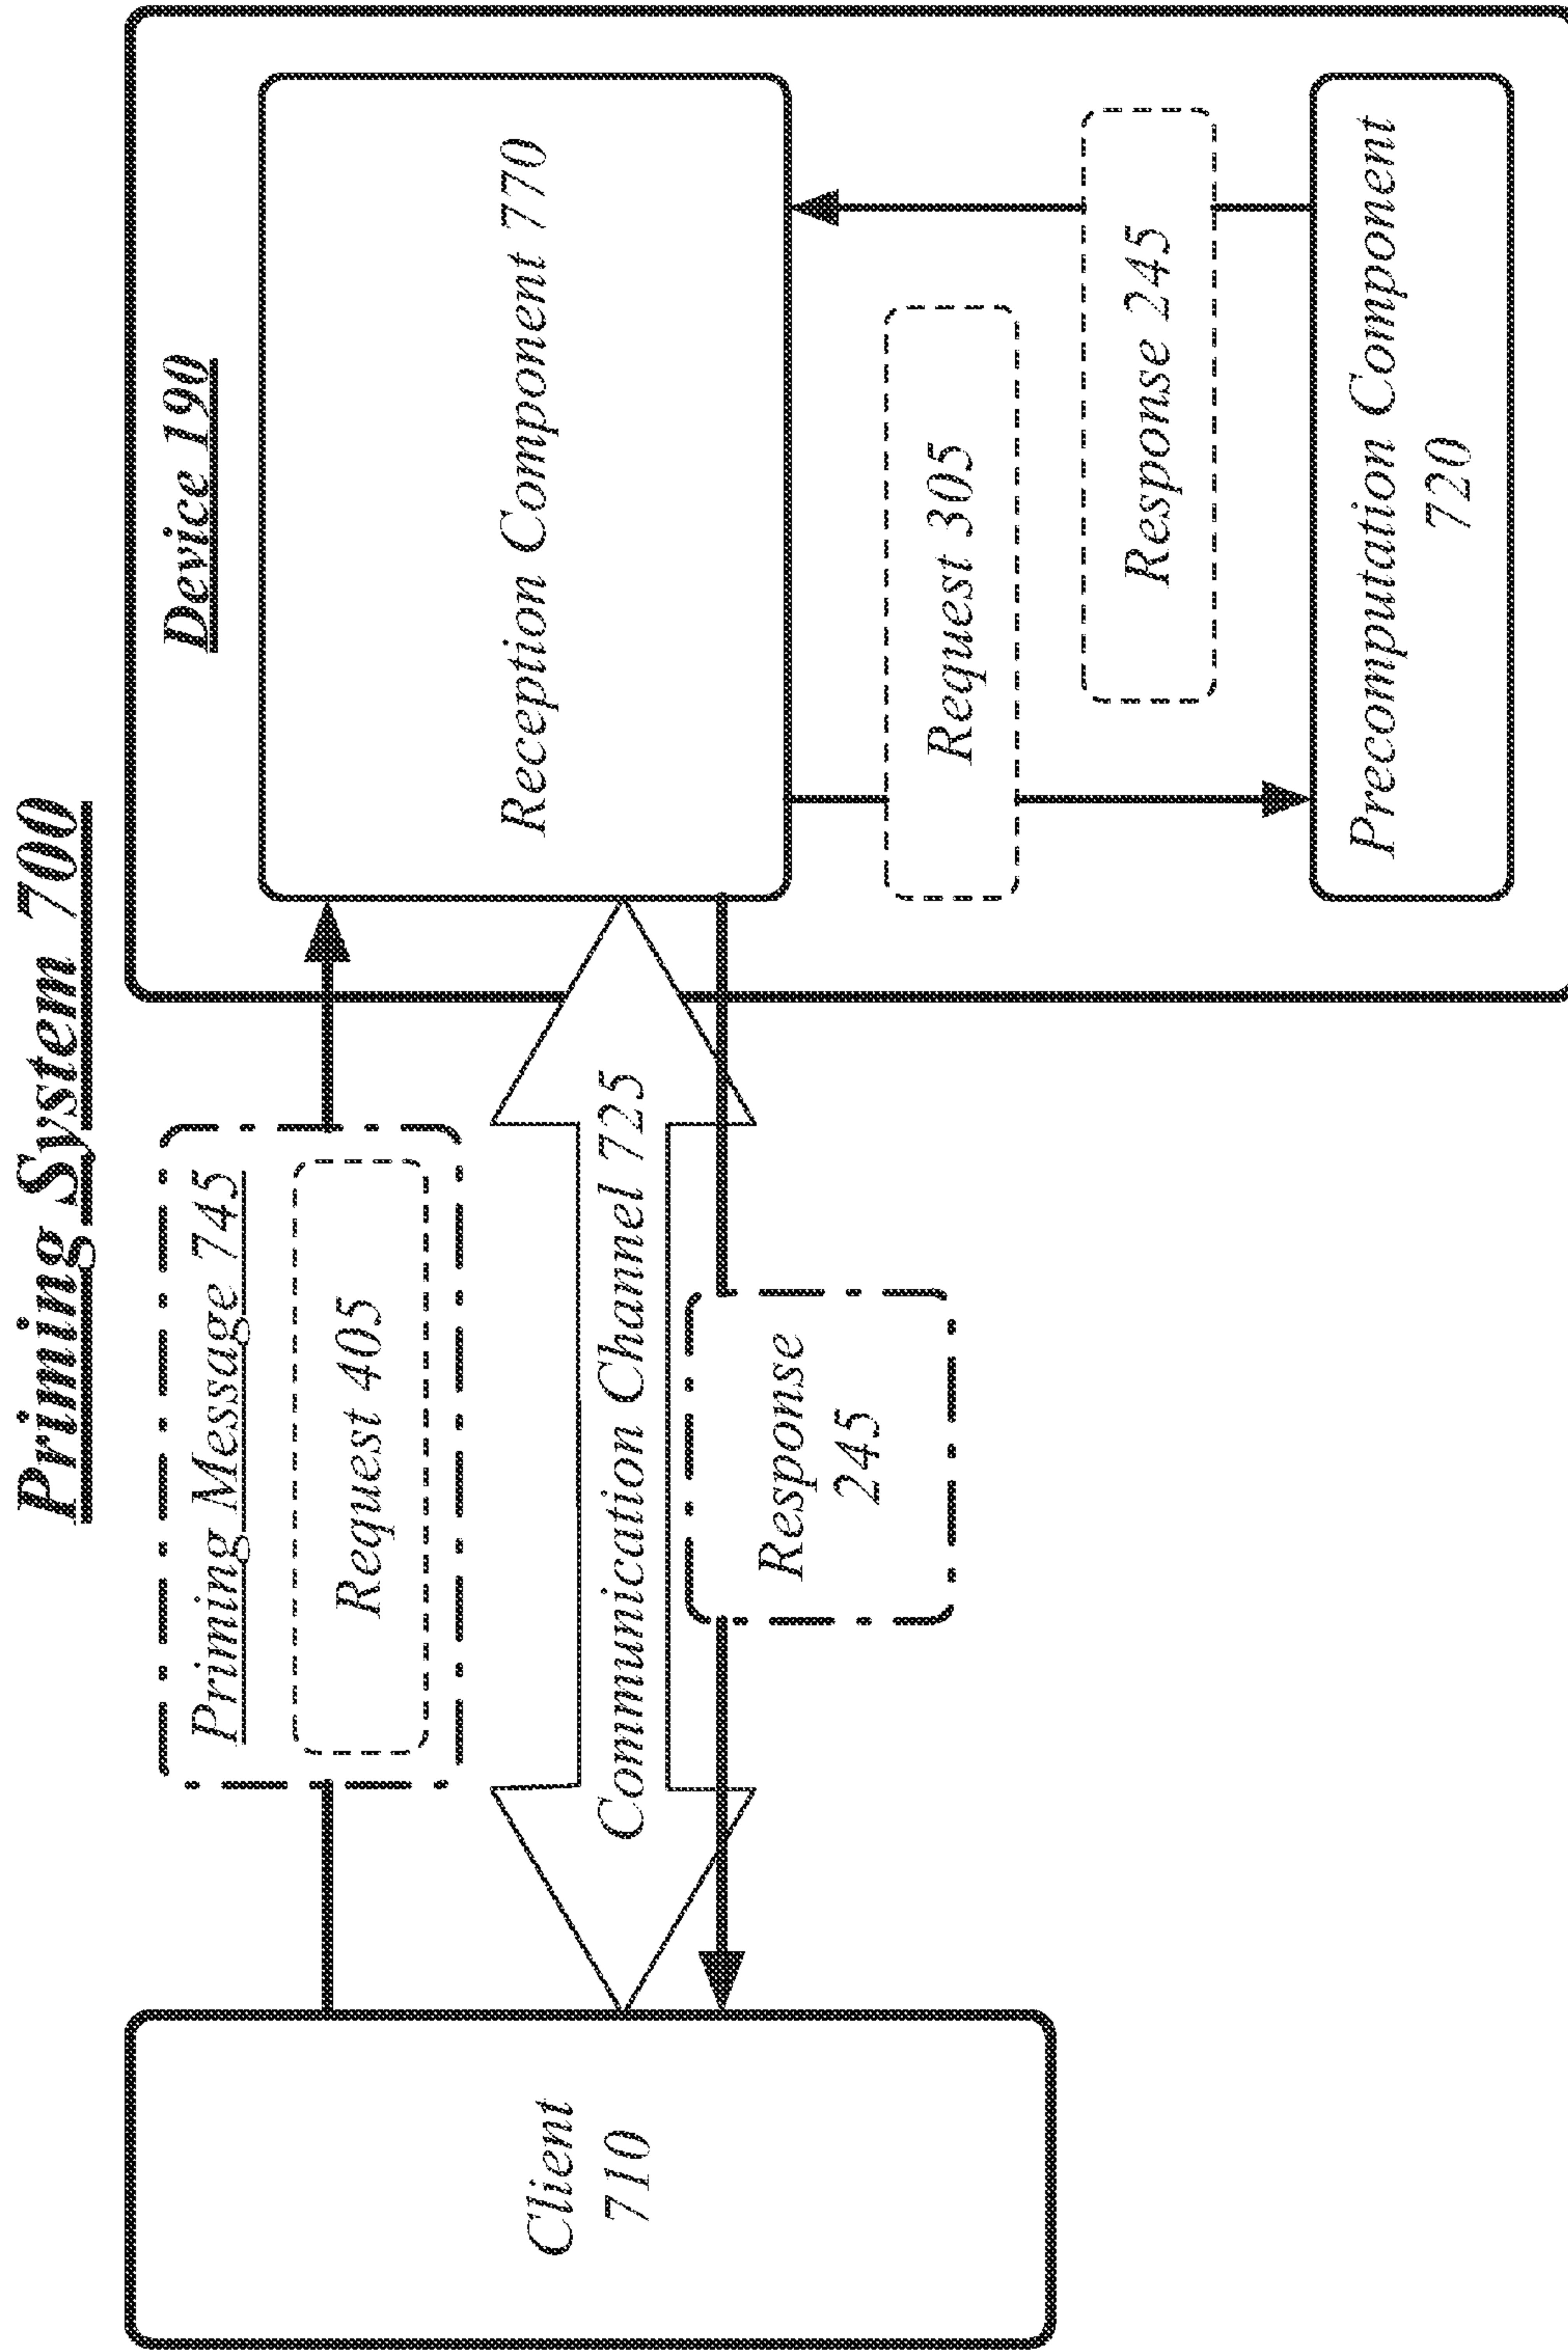 Priming System 700
Client
710
Priming Message 745
Request 405
Communication Channel 725
Response
245
Device 190
Reception Component 770
Request 305
Response 245
Precomputation Component
720